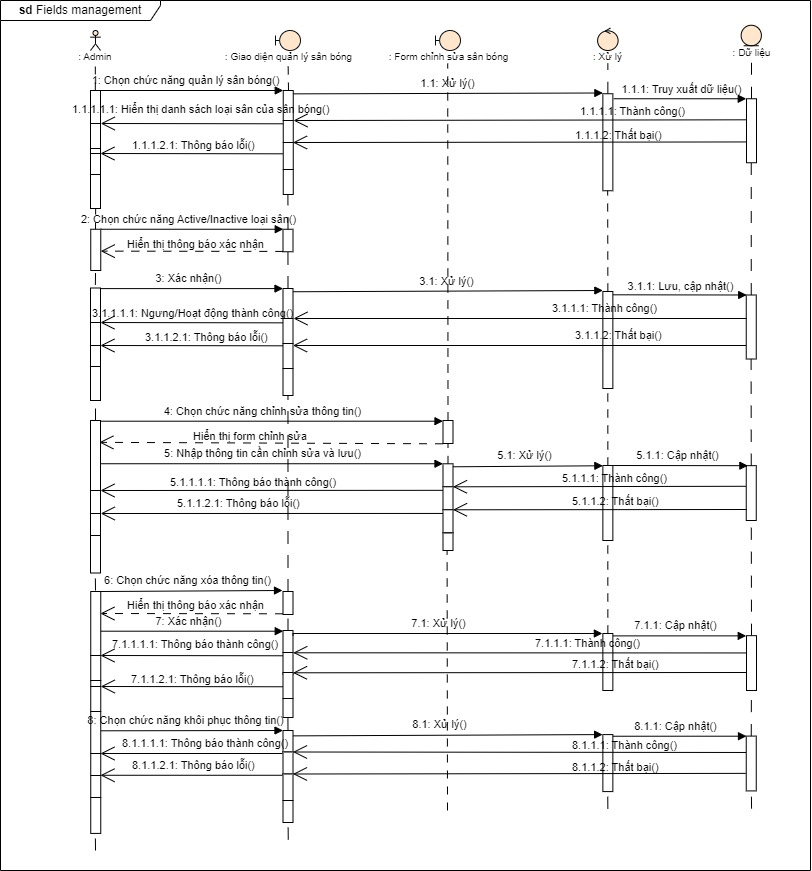 sd Fields management
: Admin
: Giao diện quản lý sân bóng
: Form chỉnh sửa sân bóng
: Xử lý
: Dữ liệu
1: Chọn chức năng quản lý sân bóng()
1.1: Xử lý()
1.1.1: Truy xuất dữ liệu()
1.1.1.1.1: Hiển thị danh sách loại sân của sân bóng()
1.1.1.1: Thành công()
1.1.1.2: Thất bại()
1.1.1.2.1: Thông báo lỗi()
2: Chọn chức năng Active/Inactive loại sân()
Hiển thị thông báo xác nhận
3: Xác nhận()
3.1: Xử lý()
3.1.1: Lưu, cập nhật()
3.1.1.1.1: Ngưng/Hoạt động thành công()
3.1.1.1: Thành công()
3.1.1.2.1: Thông báo lỗi()
3.1.1.2: Thất bại()
4: Chọn chức năng chỉnh sửa thông tin()
Hiển thị form chỉnh sửa
5: Nhập thông tin cần chỉnh sửa và lưu()
5.1: Xử lý()
5.1.1: Cập nhật()
5.1.1.1.1: Thông báo thành công()
5.1.1.1: Thành công()
5.1.1.2.1: Thông báo lỗi()
5.1.1.2: Thất bại()
6: Chọn chức năng xóa thông tin()
Hiển thị thông báo xác nhận
7: Xác nhận()
7.1: Xử lý()
7.1.1: Cập nhật()
7.1.1.1.1: Thông báo thành công()
7.1.1.1: Thành công()
7.1.1.2: Thất bại()
7.1.1.2.1: Thông báo lỗi()
8: Chọn chức năng khôi phục thông tin()
8.1: Xử lý()
8.1.1: Cập nhật()
8.1.1.1.1: Thông báo thành công()
8.1.1.1: Thành công()
8.1.1.2.1: Thông báo lỗi()
8.1.1.2: Thất bại()